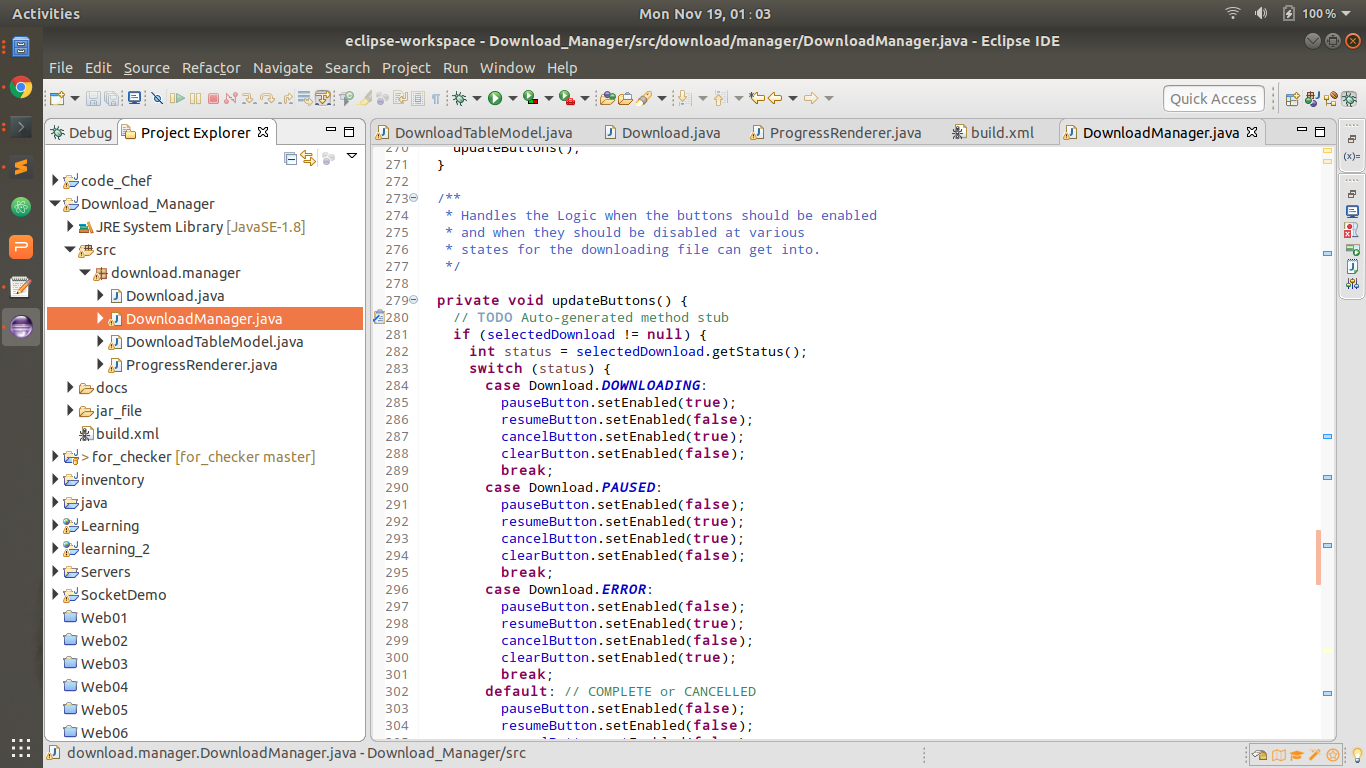 Activities
Mon Nov 19, 01 : 03
100 %
eclipse-workspace - Download_Manager/src/download/manager/DownloadManager.java - Eclipse IDE
File Edit Source Refactor Navigate Search Project Run Window Help
Quick Access
Debug
Project Explorer
DownloadTableModel.java
Download.java
ProgressRenderer.java
build.xml
DownloadManager.java
code_Chef
Download_Manager
JRE System Library [JavaSE-1.8]
src
download.manager
Download.java
DownloadManager.java
DownloadTableModel.java
ProgressRenderer.java
docs
jar_file
build.xml
> for_checker [for_checker master]
inventory
java
Learning
learning_2
Servers
SocketDemo
Web01
Web02
Web03
Web04
Web05
Web06
270 updateButtons();
271 }
272
273 /**
274 * Handles the Logic when the buttons should be enabled
275 * and when they should be disabled at various
276 * states for the downloading file can get into.
277 */
278
279 private void updateButtons() {
280 // TODO Auto-generated method stub
281 if (selectedDownload != null) {
282 int status = selectedDownload.getStatus();
283 switch (status) {
284 case Download.DOWNLOADING:
285 pauseButton.setEnabled(true);
286 resumeButton.setEnabled(false);
287 cancelButton.setEnabled(true);
288 clearButton.setEnabled(false);
289 break;
290 case Download.PAUSED:
291 pauseButton.setEnabled(false);
292 resumeButton.setEnabled(true);
293 cancelButton.setEnabled(true);
294 clearButton.setEnabled(false);
295 break;
296 case Download.ERROR:
297 pauseButton.setEnabled(false);
298 resumeButton.setEnabled(true);
299 cancelButton.setEnabled(false);
300 clearButton.setEnabled(true);
301 break;
302 default: // COMPLETE or CANCELLED
303 pauseButton.setEnabled(false);
304 resumeButton.setEnabled(false);
(x)=
download.manager.DownloadManager.java - Download_Manager/src